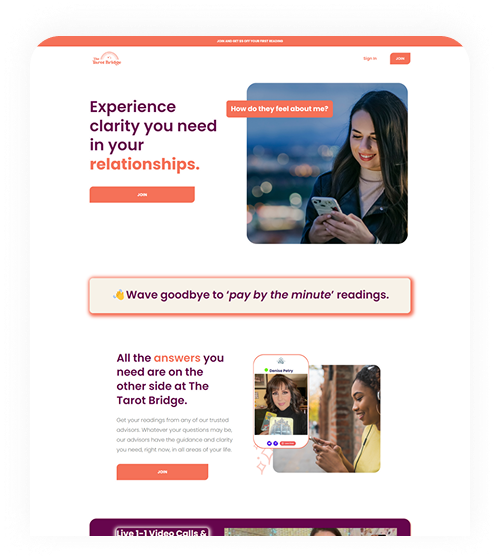 JOIN AND GET $5 OFF YOUR FIRST READING
The
Tarot Bridge
Sign In
JOIN
Experience
clarity you need
in your
relationships.
How do they feel about me?
JOIN
Wave goodbye to ‘pay by the minute’ readings.
All the answers you
need are on the
other side at The
Tarot Bridge.
Denise Petry
Get your readings from any of our trusted
advisors. Whatever your questions may be,
our advisors have the guidance and clarity
you need, right now, in all areas of your life.
JOIN
Live 1-1 Video Calls &